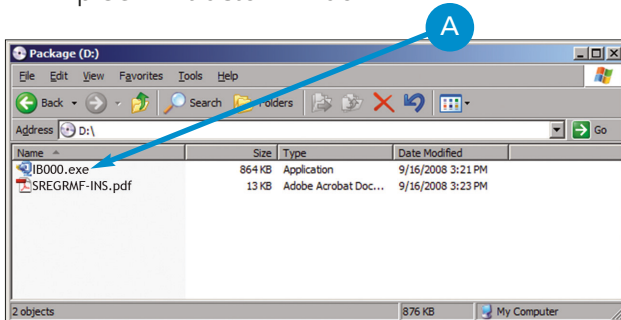 A
Package (D:)
File Edit View Favorites Tools Help
Back Search Folders
Address D:\ Go
Name Size Type Date Modified
IB000.exe 864 KB Application 9/16/2008 3:21 PM
SREGRMF-INS.pdf 13 KB Adobe Acrobat Doc... 9/16/2008 3:23 PM
2 objects 876 KB My Computer